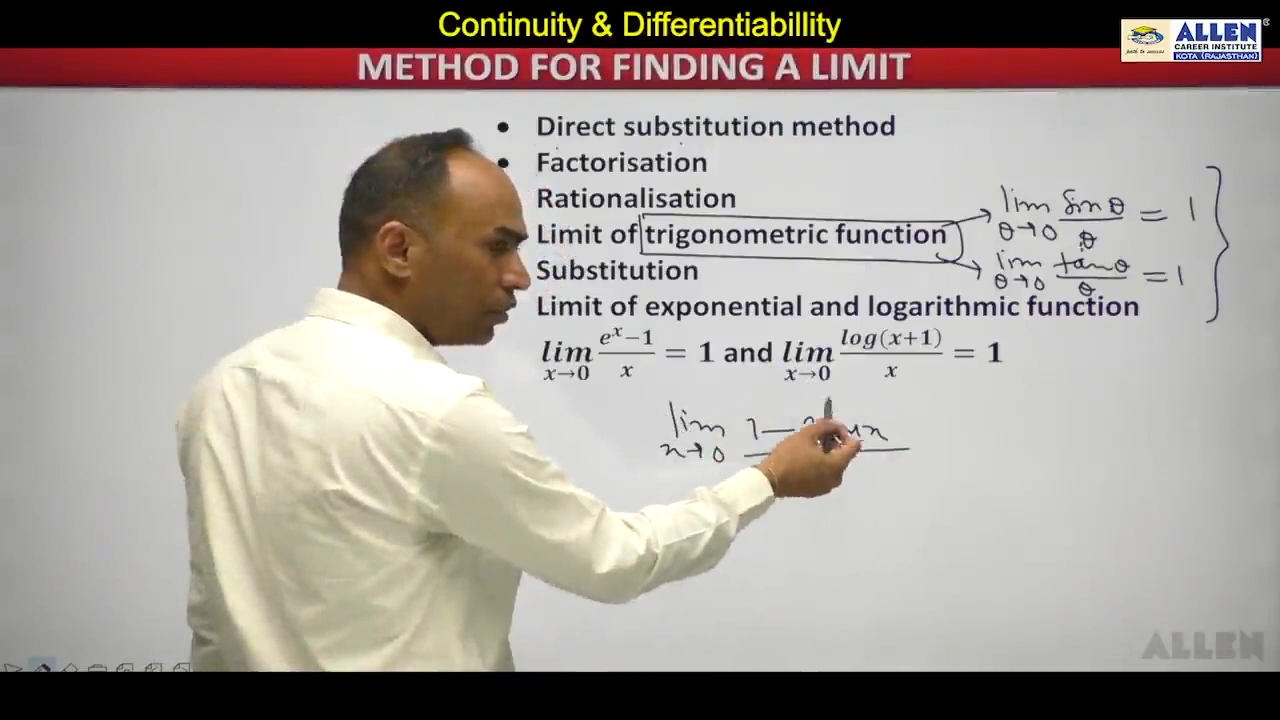 Continuity & Differentiabillity
ALLEN
CAREER INSTITUTE
KOTA (RAJASTHAN)
METHOD FOR FINDING A LIMIT
• Direct substitution method
• Factorisation
Rationalisation
Limit of trigonometric function
lim θ→0 sinθ/θ = 1
lim θ→0 tanθ/θ = 1
Substitution
Limit of exponential and logarithmic function
lim x→0 e^x−1/x = 1 and lim x→0 log(x+1)/x = 1
lim x→0 1−
ALLEN